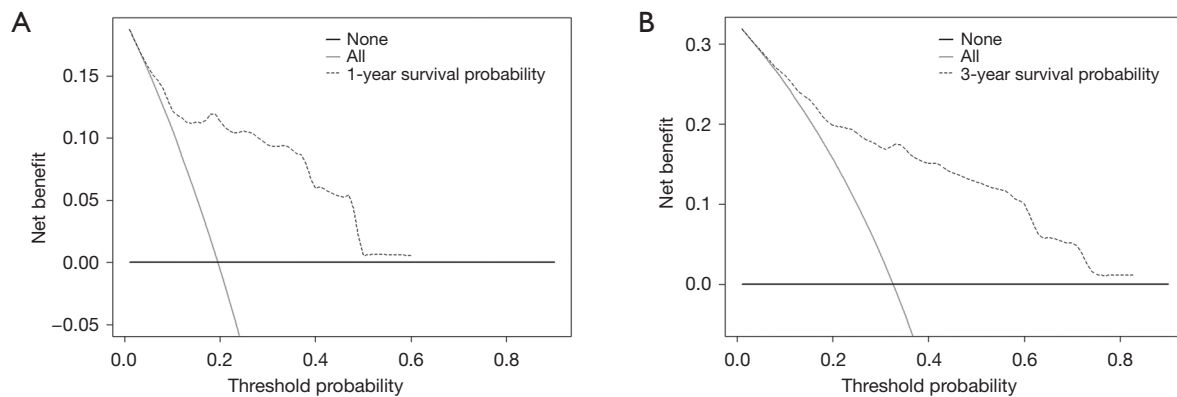 A
None
All
1-year survival probability
Net benefit
0.15
0.10
0.05
0.00
−0.05
0.0 0.2 0.4 0.6 0.8
Threshold probability
B
None
All
3-year survival probability
Net benefit
0.3
0.2
0.1
0.0
0.0 0.2 0.4 0.6 0.8
Threshold probability